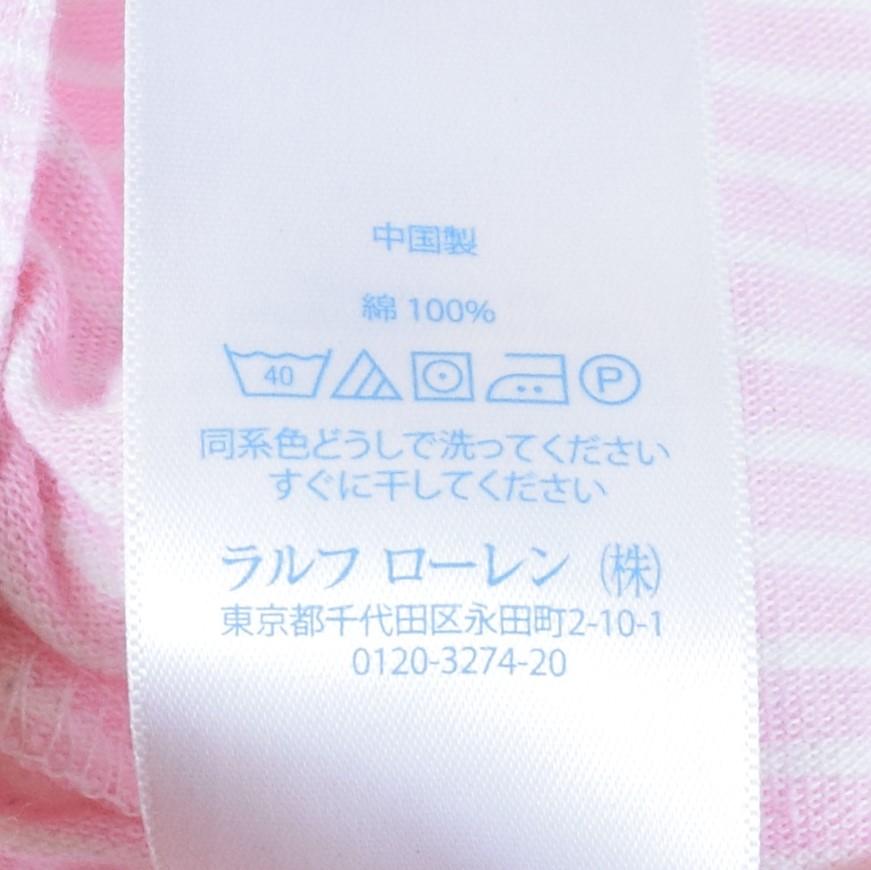 中国製
綿 100%
40 P
同系色どうしで洗ってください
すぐに干してください
ラルフ ローレン ㈱
東京都千代田区永田町2-10-1
0120-3274-20